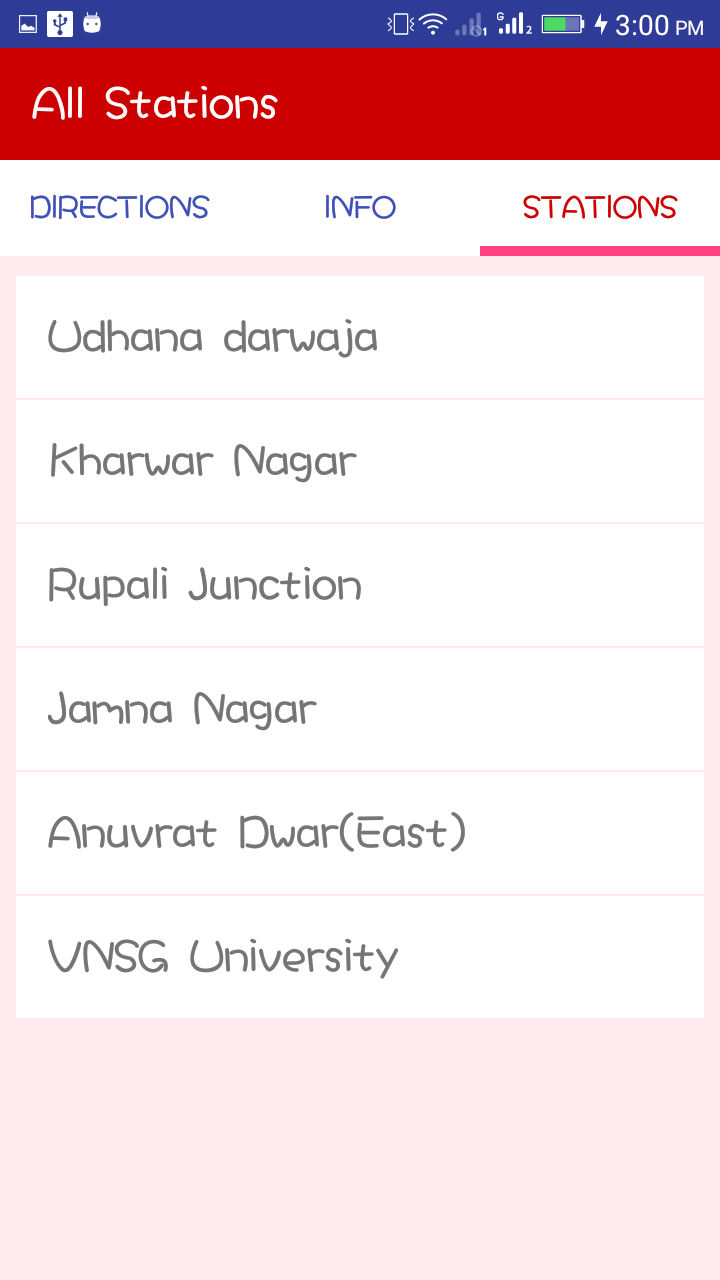 3:00 PM
All Stations
DIRECTIONS INFO STATIONS
Udhana darwaja
Kharwar Nagar
Rupali Junction
Jamna Nagar
Anuvrat Dwar(East)
VNSG University